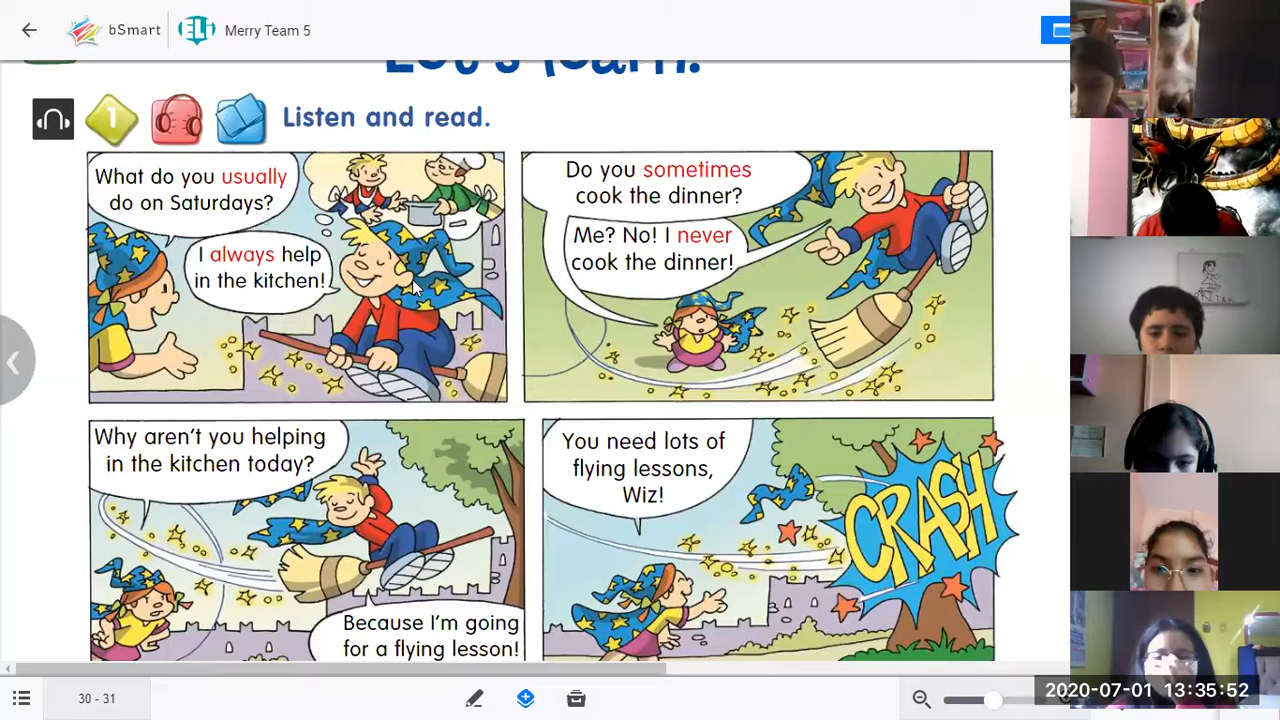 bSmart
ELi
Merry Team 5
Let's learn!
1
Listen and read.
What do you usually
do on Saturdays?
I always help
in the kitchen!
Do you sometimes
cook the dinner?
Me? No! I never
cook the dinner!
Why aren't you helping
in the kitchen today?
Because I'm going
for a flying lesson!
You need lots of
flying lessons,
Wiz!
CRASH
30 - 31
2020-07-01 13:35:52